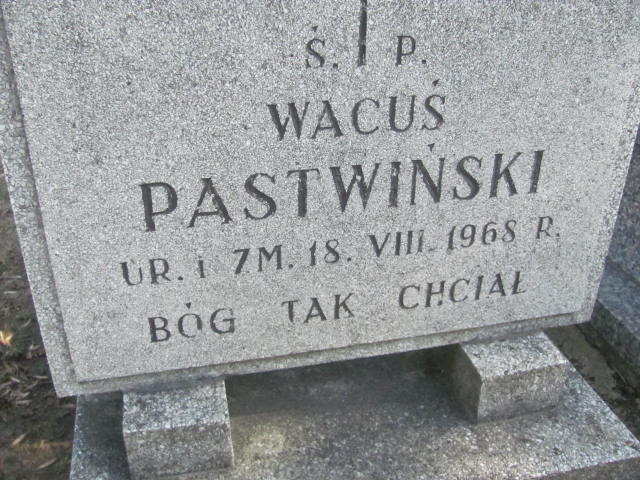 Ś. P.
WACUŚ
PASTWIŃSKI
UR. i ZM. 18. VIII. 1968 R.
BÓG TAK CHCIAŁ